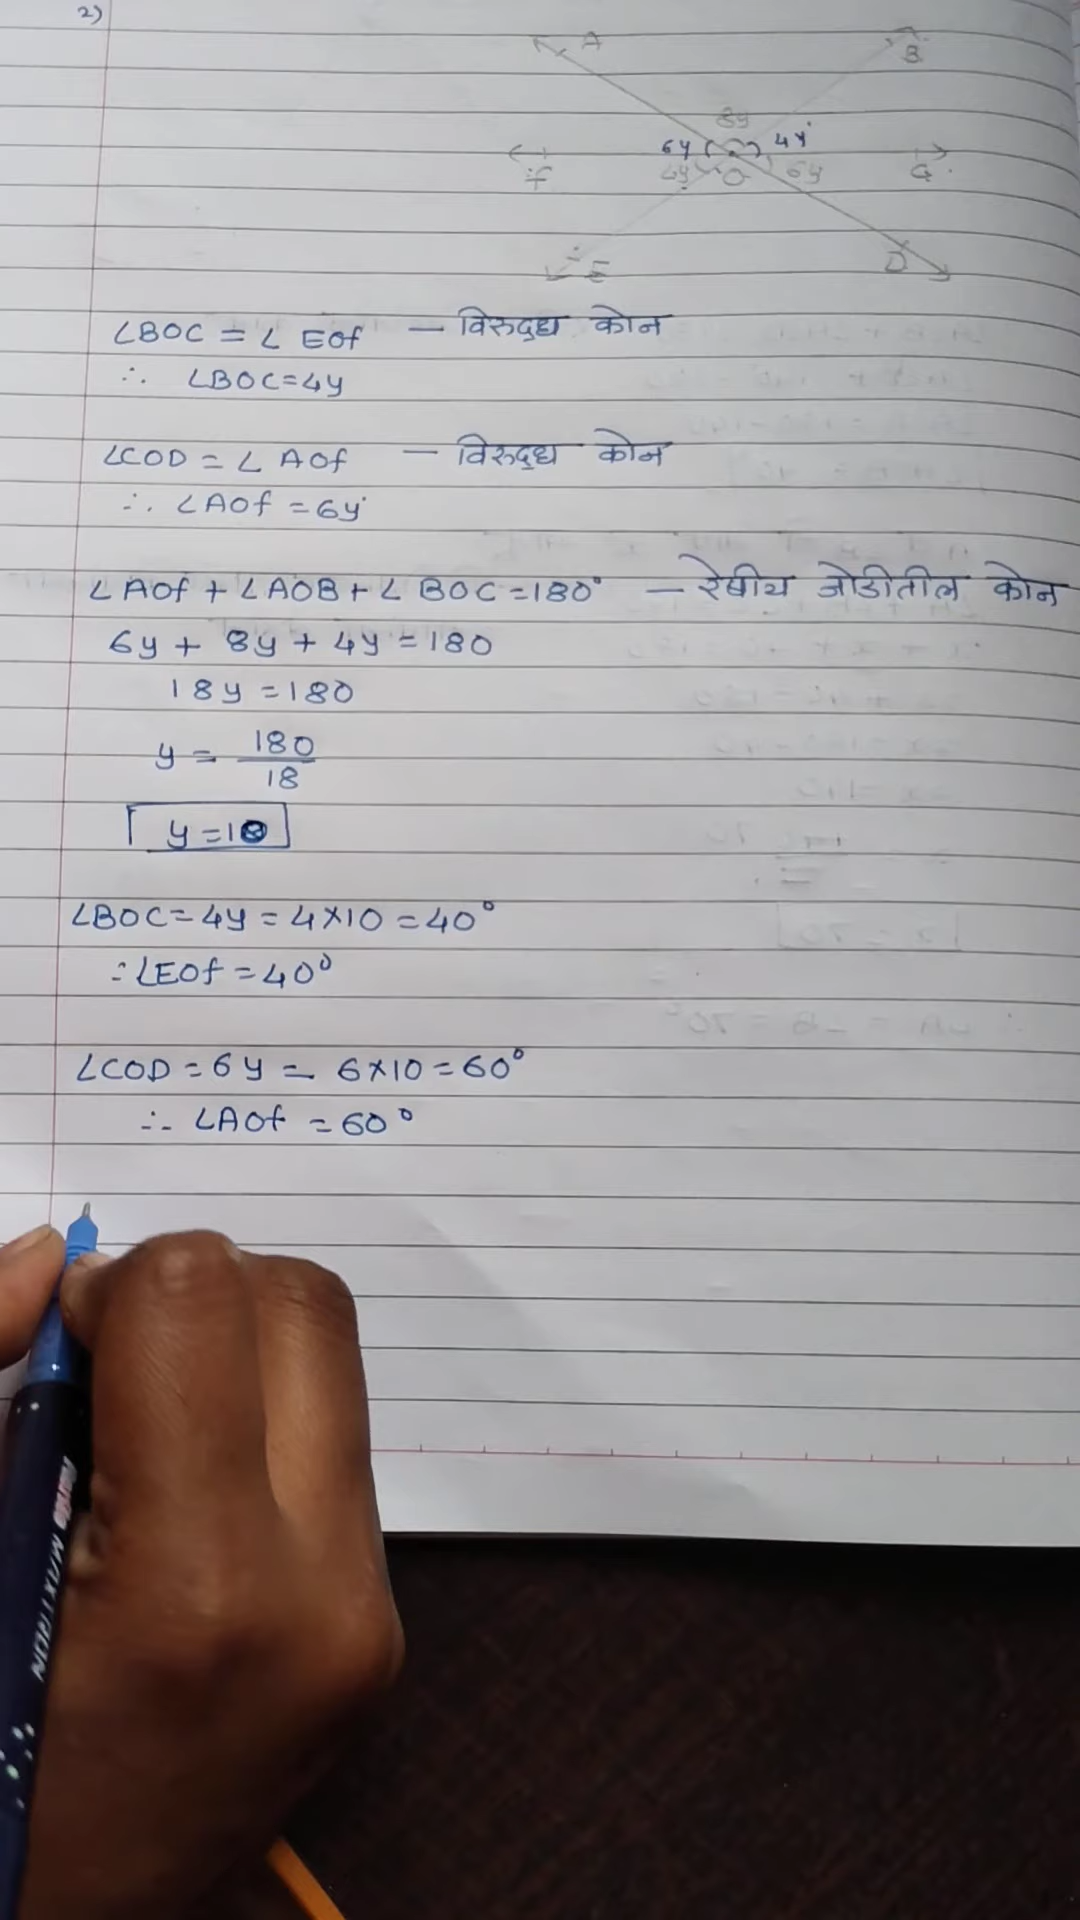 2)
A
B
8y
6y 4y
F 4y O 6y G
E D
∠BOC = ∠ EOf — विरुद्ध कोन
∴ ∠BOC=4y
∠COD = ∠ AOf — विरुद्ध कोन
∴ ∠AOf = 6y
∠AOf + ∠AOB + ∠ BOC = 180° — रेषीय जोडीतील कोन
6y + 8y + 4y = 180
18y = 180
y = 180/18
y = 10
∠BOC = 4y = 4×10 = 40°
∴ ∠EOf = 40°
∠COD = 6y = 6×10 = 60°
∴ ∠AOf = 60°
MAXTRON